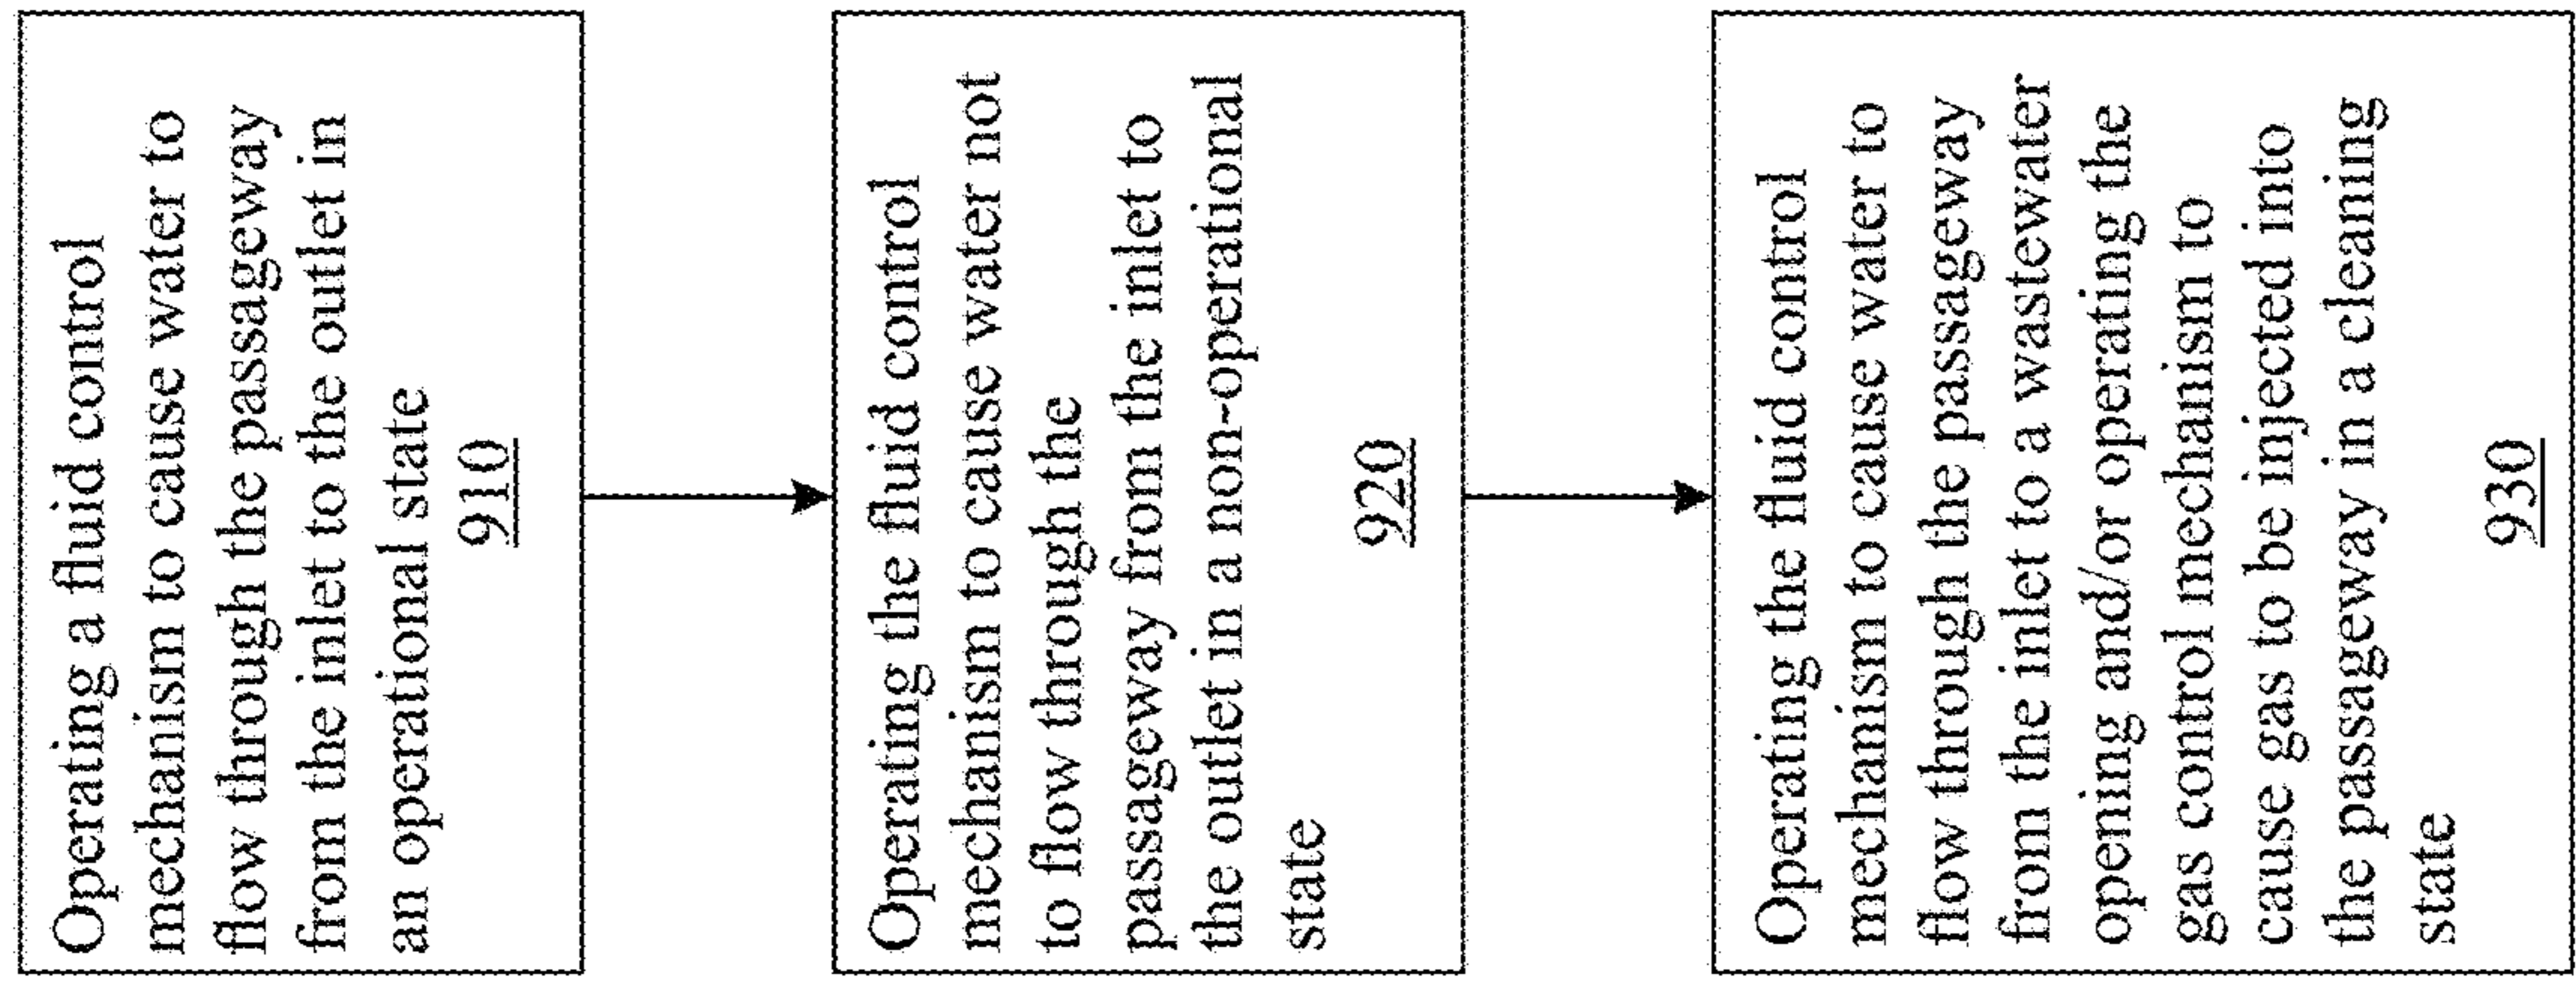 Operating a fluid control
mechanism to cause water to
flow through the passageway
from the inlet to the outlet in
an operational state
910
Operating the fluid control
mechanism to cause water not
to flow through the
passageway from the inlet to
the outlet in a non-operational
state
920
Operating the fluid control
mechanism to cause water to
flow through the passageway
from the inlet to a wastewater
opening and/or operating the
gas control mechanism to
cause gas to be injected into
the passageway in a cleaning
state
930